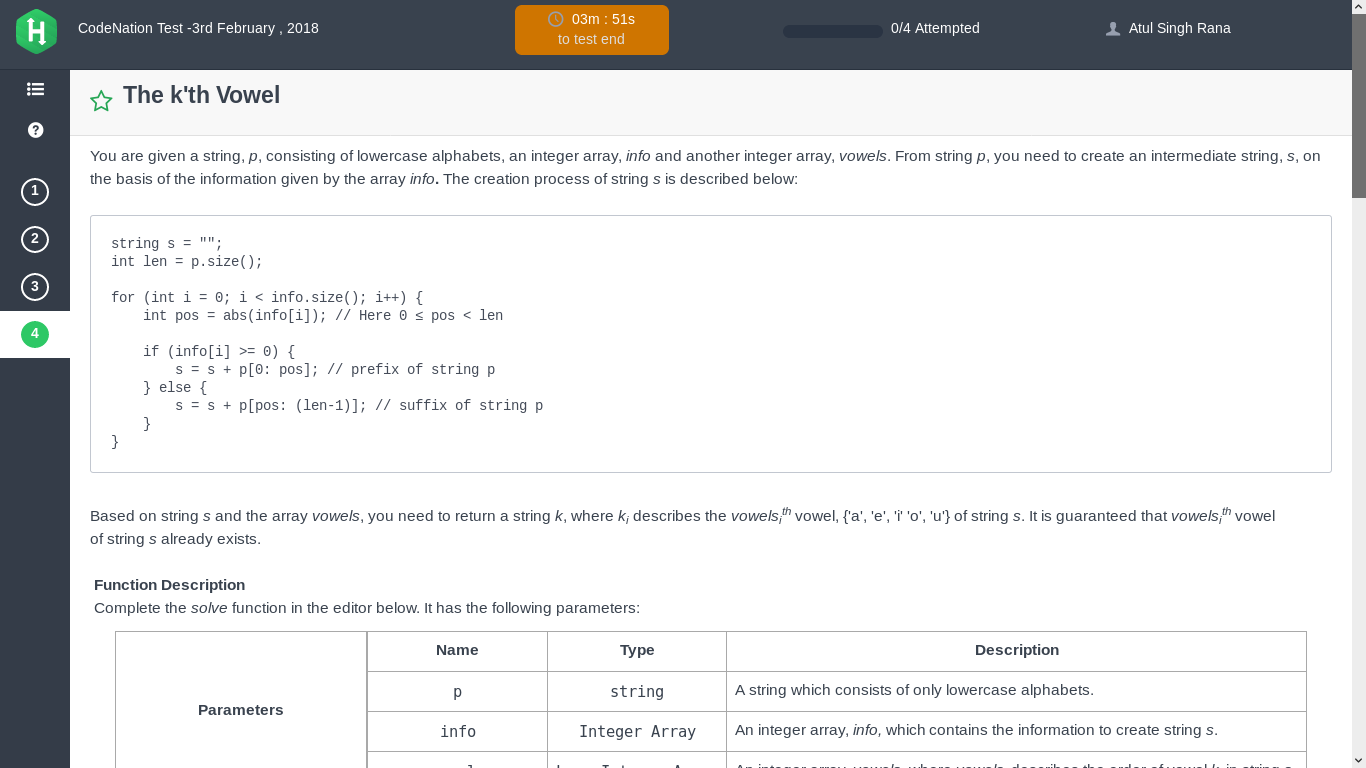 CodeNation Test -3rd February , 2018
03m : 51s
to test end
0/4 Attempted
Atul Singh Rana
The k'th Vowel
1
2
3
4
You are given a string, p, consisting of lowercase alphabets, an integer array, info and another integer array, vowels. From string p, you need to create an intermediate string, s, on
the basis of the information given by the array info. The creation process of string s is described below:
string s = "";
int len = p.size();
for (int i = 0; i < info.size(); i++) {
int pos = abs(info[i]); // Here 0 ≤ pos < len
if (info[i] >= 0) {
s = s + p[0: pos]; // prefix of string p
} else {
s = s + p[pos: (len-1)]; // suffix of string p
}
}
Based on string s and the array vowels, you need to return a string k, where ki describes the vowelsi th vowel, {'a', 'e', 'i' 'o', 'u'} of string s. It is guaranteed that vowelsi th vowel
of string s already exists.
Function Description
Complete the solve function in the editor below. It has the following parameters:
Name Type Description
Parameters
p string A string which consists of only lowercase alphabets.
info Integer Array An integer array, info, which contains the information to create string s.